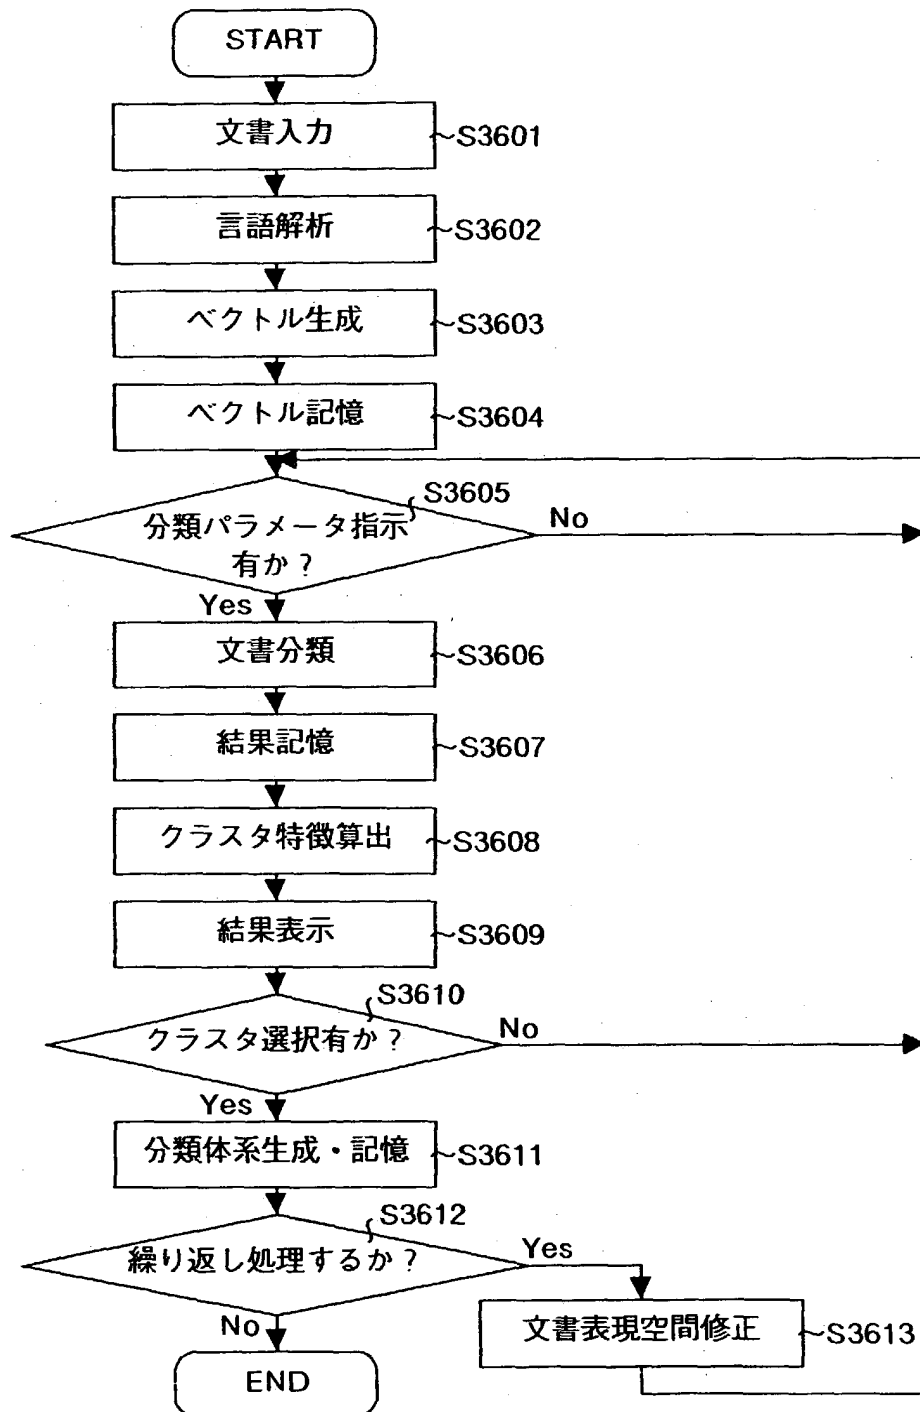 START
文書入力
~S3601
言語解析
~S3602
ベクトル生成
~S3603
ベクトル記憶
~S3604
S3605
分類パラメータ指示
有か?
No
Yes
文書分類
~S3606
結果記憶
~S3607
クラスタ特徴算出
~S3608
結果表示
~S3609
S3610
クラスタ選択有か?
No
Yes
分類体系生成・記憶
~S3611
S3612
繰り返し処理するか?
Yes
No
文書表現空間修正
~S3613
END